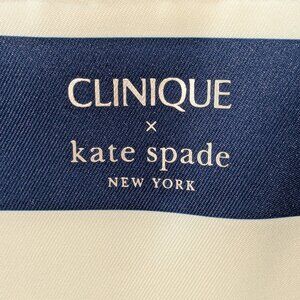 CLINIQUE
×
kate spade
NEW YORK